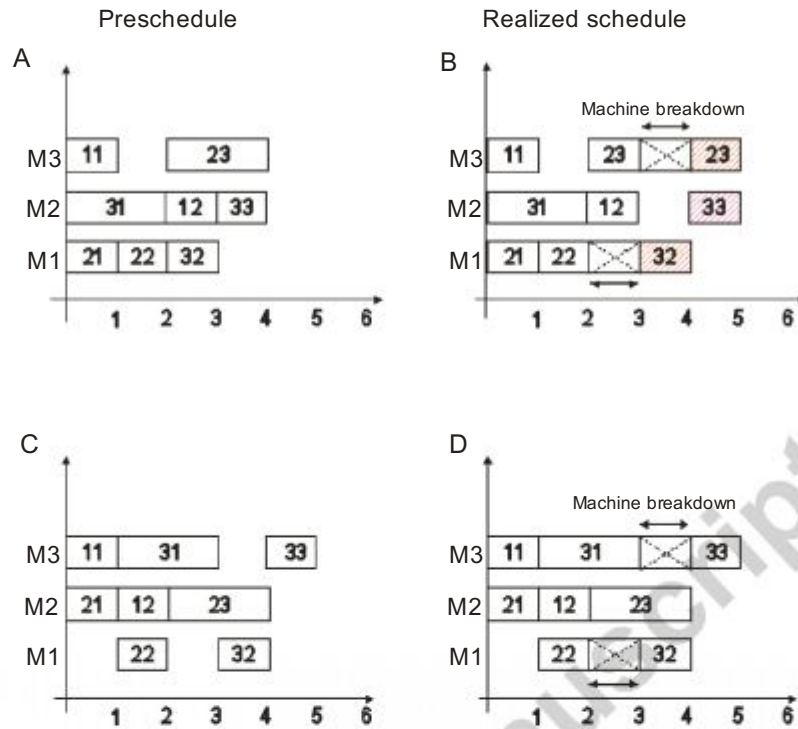 Preschedule
Realized schedule
A
B
Machine breakdown
M3 11 23
M2 31 12 33
M1 21 22 32
1 2 3 4 5 6
M3 11 23 23
M2 31 12 33
M1 21 22 32
1 2 3 4 5 6
C
D
Machine breakdown
M3 11 31 33
M2 21 12 23
M1 22 32
1 2 3 4 5 6
M3 11 31 33
M2 21 12 23
M1 22 32
1 2 3 4 5 6